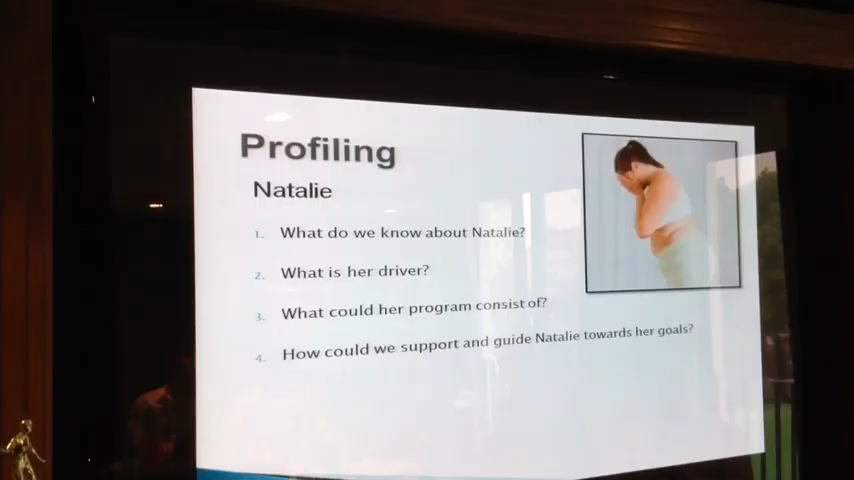 Profiling
Natalie
1. What do we know about Natalie?
2. What is her driver?
3. What could her program consist of?
4. How could we support and guide Natalie towards her goals?